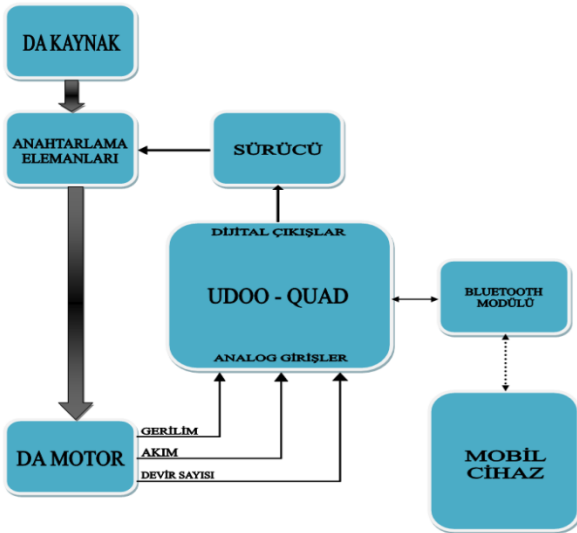 DA KAYNAK
ANAHTARLAMA
ELEMANLARI
SÜRÜCÜ
DİJİTAL ÇIKIŞLAR
UDOO - QUAD
ANALOG GİRİŞLER
BLUETOOTH
MODÜLÜ
MOBİL
CİHAZ
DA MOTOR
GERİLİM
AKIM
DEVİR SAYISI